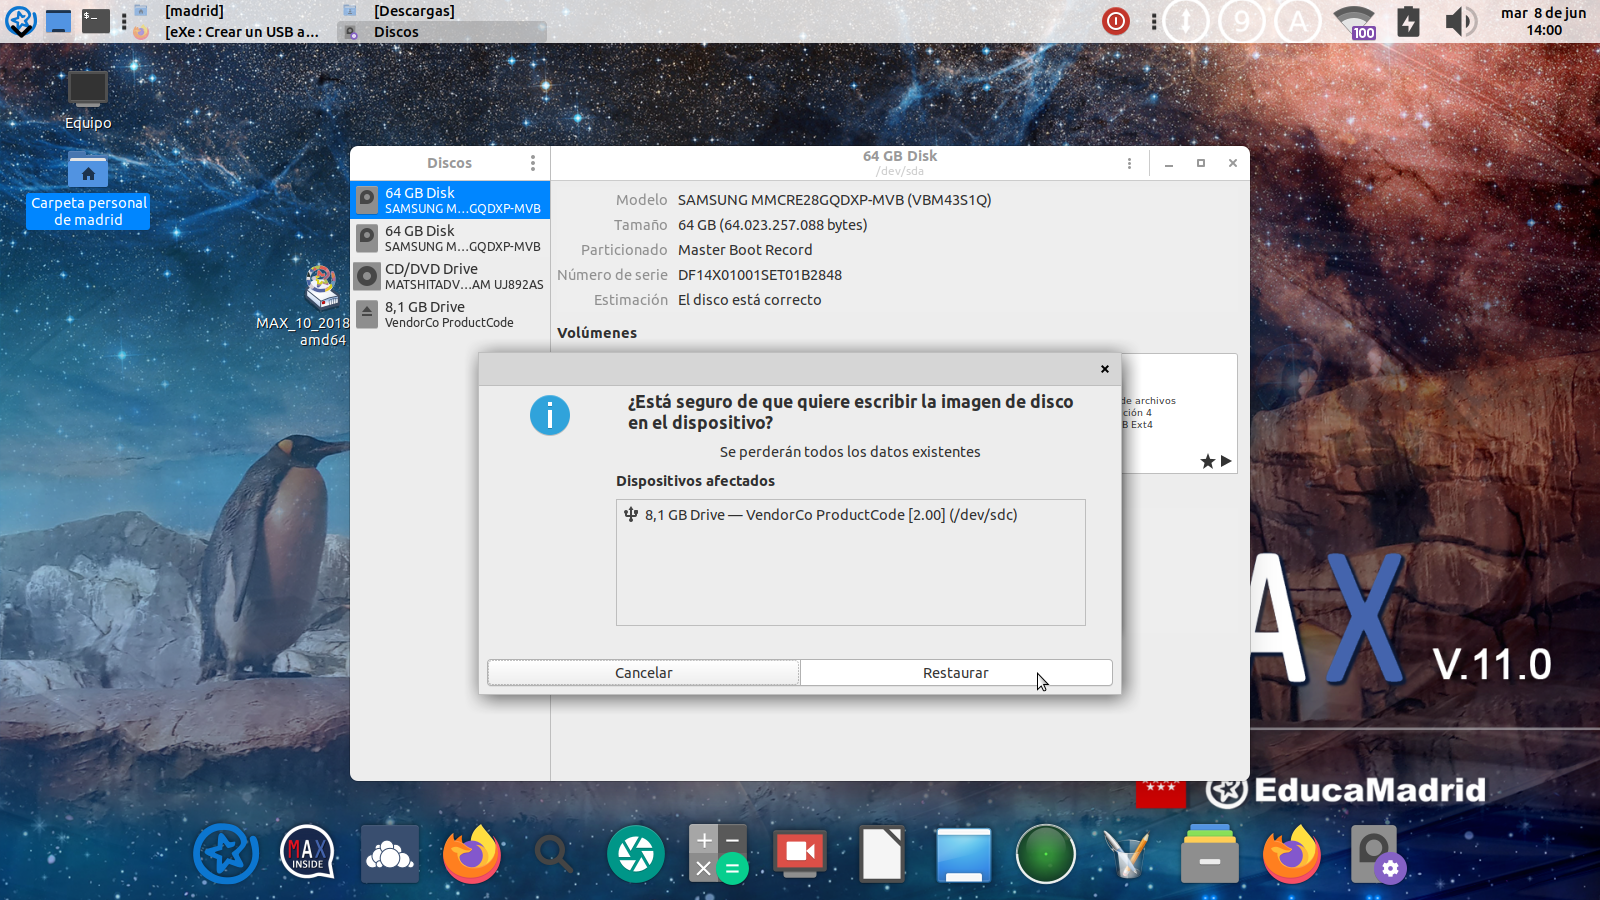 [madrid]
[Descargas]
[eXe : Crear un USB a...
Discos
9
A
100
mar 8 de jun
14:00
$-
Equipo
Carpeta personal
de madrid
MAX_10_2018
amd64
Discos
64 GB Disk
/dev/sda
64 GB Disk
SAMSUNG M...GQDXP-MVB
64 GB Disk
SAMSUNG M...GQDXP-MVB
CD/DVD Drive
MATSHITADV...AM UJ892AS
8,1 GB Drive
VendorCo ProductCode
Modelo SAMSUNG MMCRE28GQDXP-MVB (VBM43S1Q)
Tamaño 64 GB (64.023.257.088 bytes)
Particionado Master Boot Record
Número de serie DF14X01001SET01B2848
Estimación El disco está correcto
Volúmenes
de archivos
ción 4
B Ext4
¿Está seguro de que quiere escribir la imagen de disco
en el dispositivo?
Se perderán todos los datos existentes
Dispositivos afectados
8,1 GB Drive — VendorCo ProductCode [2.00] (/dev/sdc)
Cancelar
Restaurar
AX
V.11.0
EducaMadrid
MAX
INSIDE